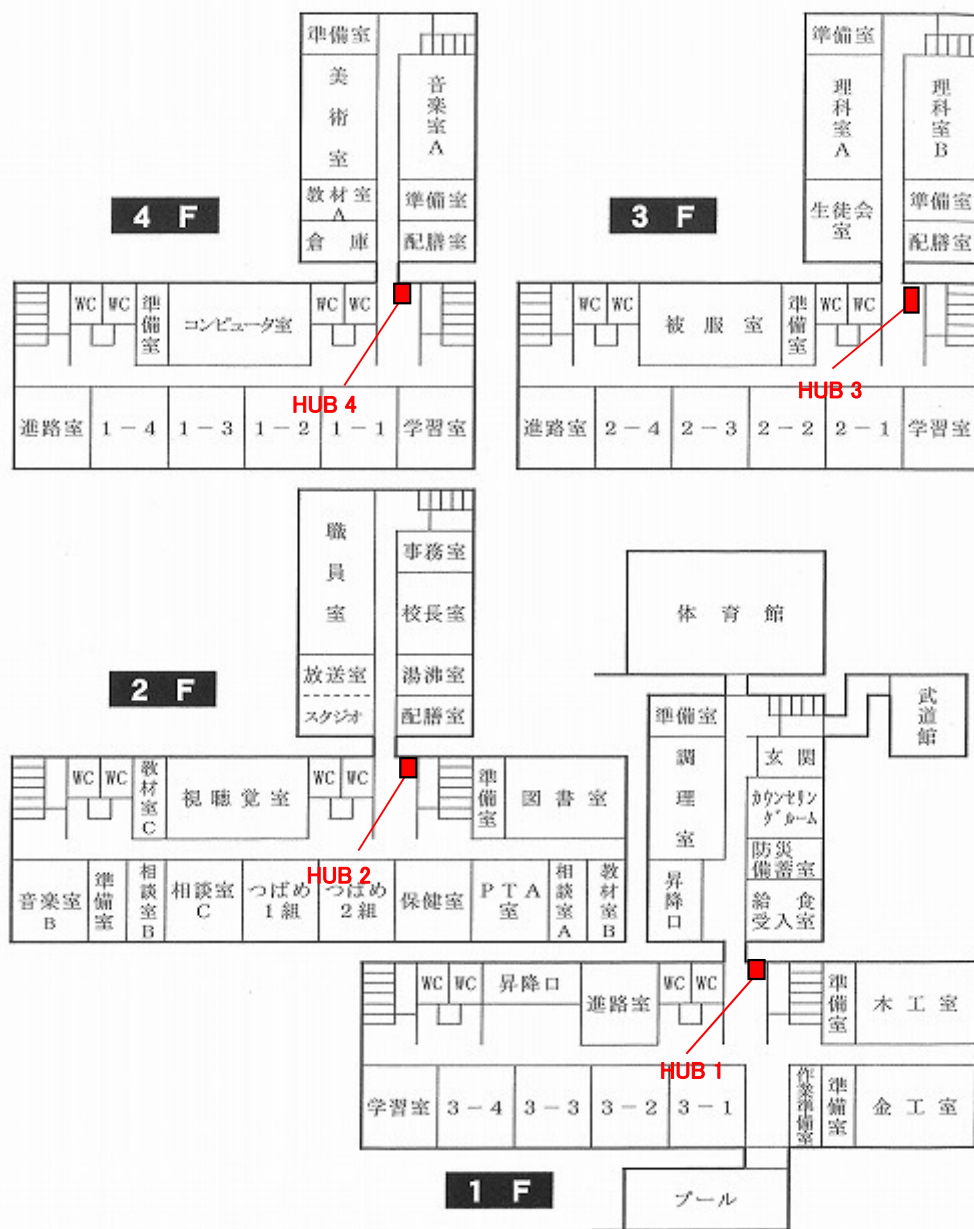 4 F
準備室
美術室
音楽室A
教材室A
準備室
倉庫
配膳室
WC
WC
準備室
コンピュータ室
WC
WC
HUB 4
進路室
1-4
1-3
1-2
1-1
学習室
3 F
準備室
理科室A
理科室B
生徒会室
準備室
配膳室
WC
WC
被服室
準備室
WC
WC
HUB 3
進路室
2-4
2-3
2-2
2-1
学習室
2 F
職員室
事務室
校長室
放送室
湯沸室
スタジオ
配膳室
WC
WC
教材室C
視聴覚室
WC
WC
準備室
図書室
HUB 2
音楽室B
準備室
相談室B
相談室C
つばめ1組
つばめ2組
保健室
PTA室
相談室A
教材室B
体育館
武道館
準備室
玄関
調理室
カウンセリングルーム
防災備蓄室
昇降口
給食受入室
WC
WC
昇降口
進路室
WC
WC
準備室
木工室
HUB 1
学習室
3-4
3-3
3-2
3-1
作業準備室
準備室
金工室
1 F
プール